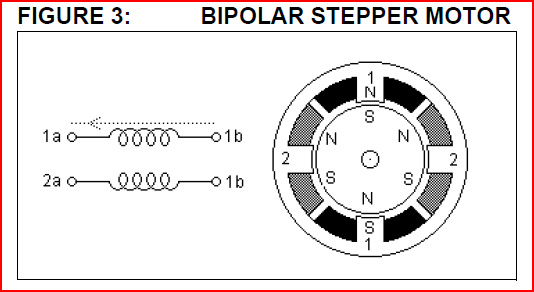 FIGURE 3: BIPOLAR STEPPER MOTOR
1a 1b
2a 1b
1
N
S
N N
2 2
S S
N
S
1